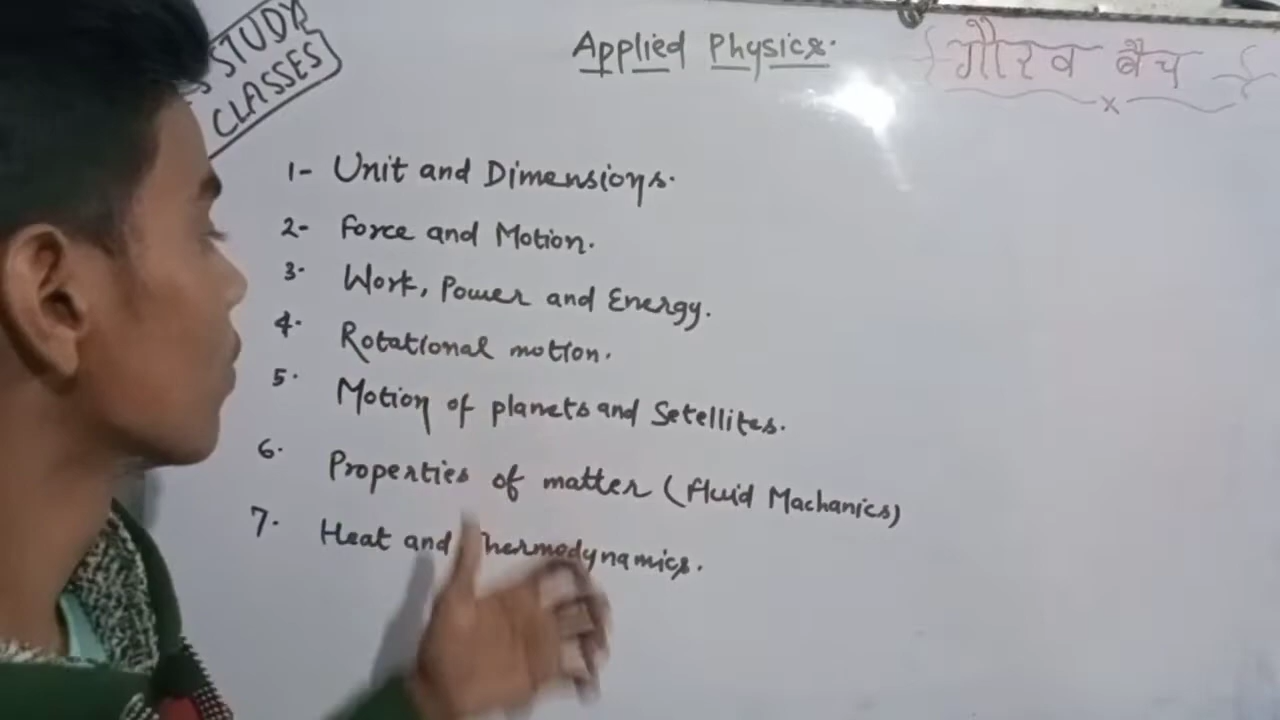 STUDY
CLASSES
Applied Physics.
गौरव बैच
1- Unit and Dimensions.
2- Force and Motion.
3. Work, Power and Energy.
4. Rotational motion.
5. Motion of planets and Setellites.
6. Properties of matter (Fluid Machanics)
7. Heat and Thermodynamics.